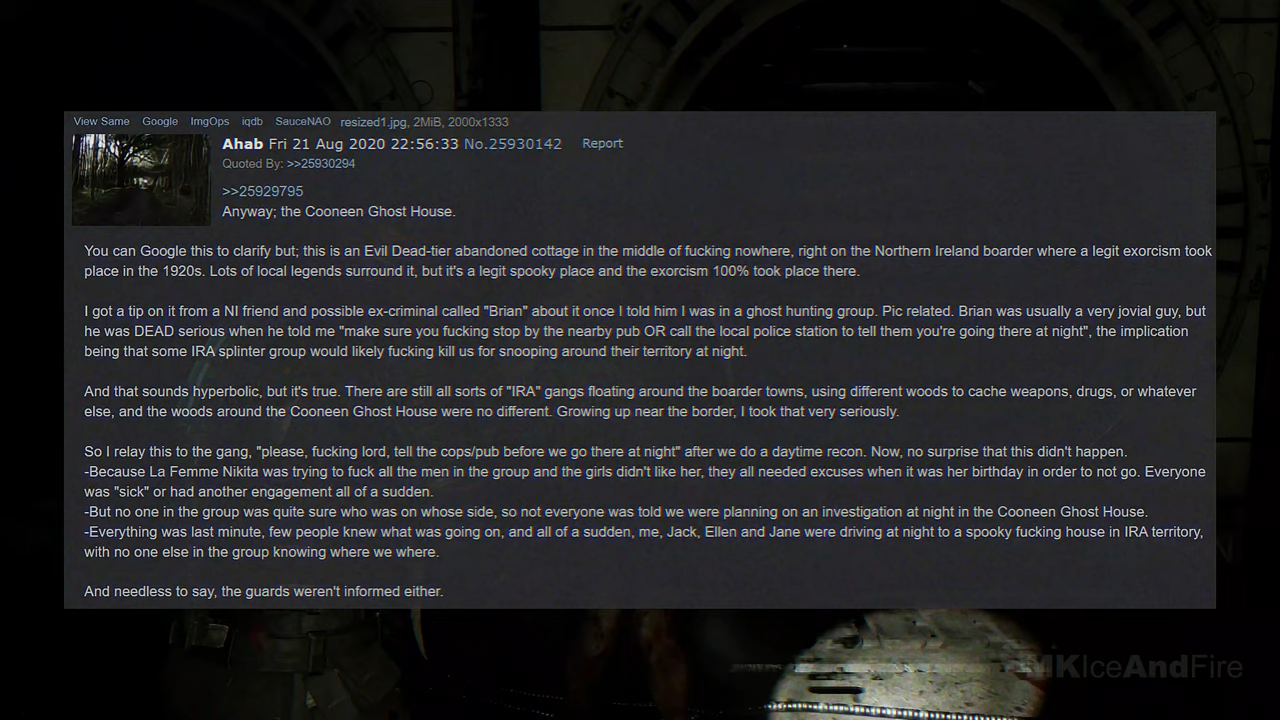 View Same Google ImgOps iqdb SauceNAO resized1.jpg, 2MiB, 2000x1333
Ahab Fri 21 Aug 2020 22:56:33 No.25930142 Report
Quoted By: >>25930294
>>25929795
Anyway; the Cooneen Ghost House.
You can Google this to clarify but; this is an Evil Dead-tier abandoned cottage in the middle of fucking nowhere, right on the Northern Ireland boarder where a legit exorcism took
place in the 1920s. Lots of local legends surround it, but it's a legit spooky place and the exorcism 100% took place there.
I got a tip on it from a NI friend and possible ex-criminal called "Brian" about it once I told him I was in a ghost hunting group. Pic related. Brian was usually a very jovial guy, but
he was DEAD serious when he told me "make sure you fucking stop by the nearby pub OR call the local police station to tell them you're going there at night", the implication
being that some IRA splinter group would likely fucking kill us for snooping around their territory at night.
And that sounds hyperbolic, but it's true. There are still all sorts of "IRA" gangs floating around the boarder towns, using different woods to cache weapons, drugs, or whatever
else, and the woods around the Cooneen Ghost House were no different. Growing up near the border, I took that very seriously.
So I relay this to the gang, "please, fucking lord, tell the cops/pub before we go there at night" after we do a daytime recon. Now, no surprise that this didn't happen.
-Because La Femme Nikita was trying to fuck all the men in the group and the girls didn't like her, they all needed excuses when it was her birthday in order to not go. Everyone
was "sick" or had another engagement all of a sudden.
-But no one in the group was quite sure who was on whose side, so not everyone was told we were planning on an investigation at night in the Cooneen Ghost House.
-Everything was last minute, few people knew what was going on, and all of a sudden, me, Jack, Ellen and Jane were driving at night to a spooky fucking house in IRA territory,
with no one else in the group knowing where we where.
And needless to say, the guards weren't informed either.
MKIceAndFire